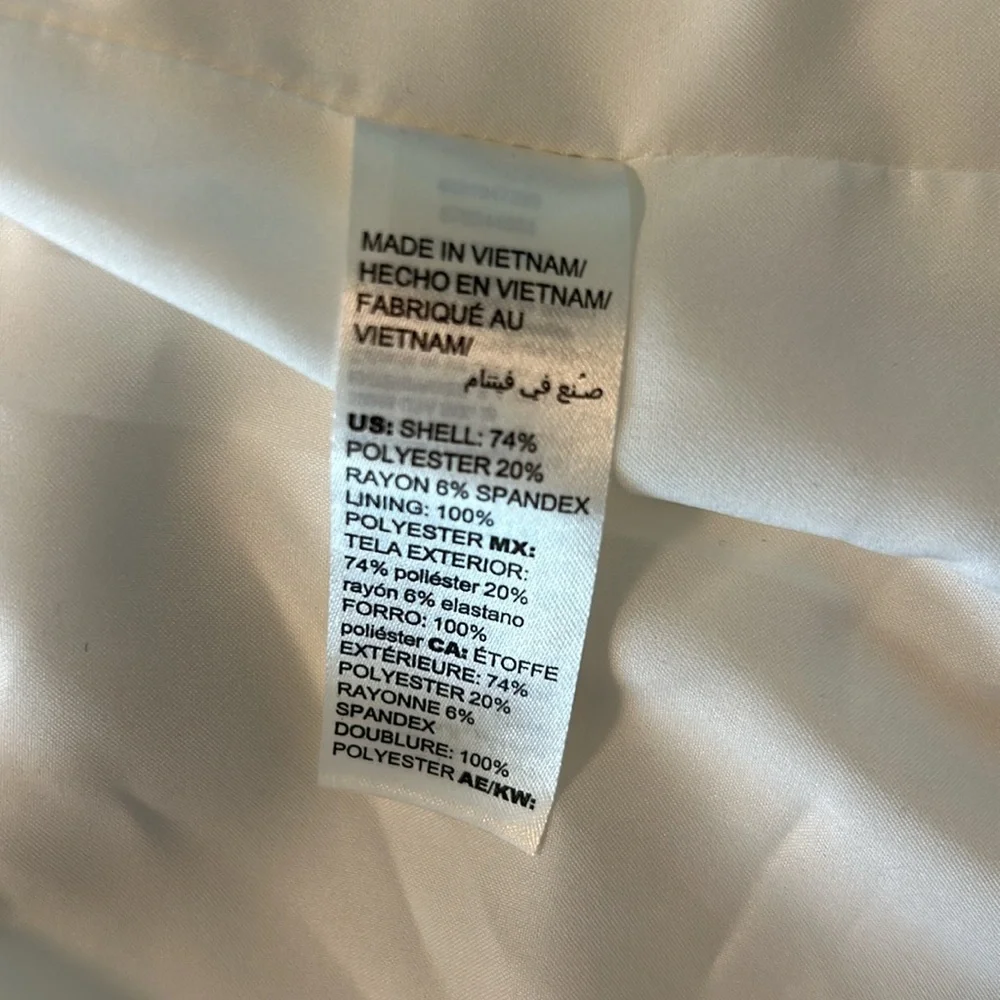 MADE IN VIETNAM/
HECHO EN VIETNAM/
FABRIQUÉ AU
VIETNAM/
صُنع في فيتنام
US: SHELL: 74%
POLYESTER 20%
RAYON 6% SPANDEX
LINING: 100%
POLYESTER MX:
TELA EXTERIOR:
74% poliéster 20%
rayón 6% elastano
FORRO: 100%
poliéster CA: ÉTOFFE
EXTÉRIEURE: 74%
POLYESTER 20%
RAYONNE 6%
SPANDEX
DOUBLURE: 100%
POLYESTER AE/KW: